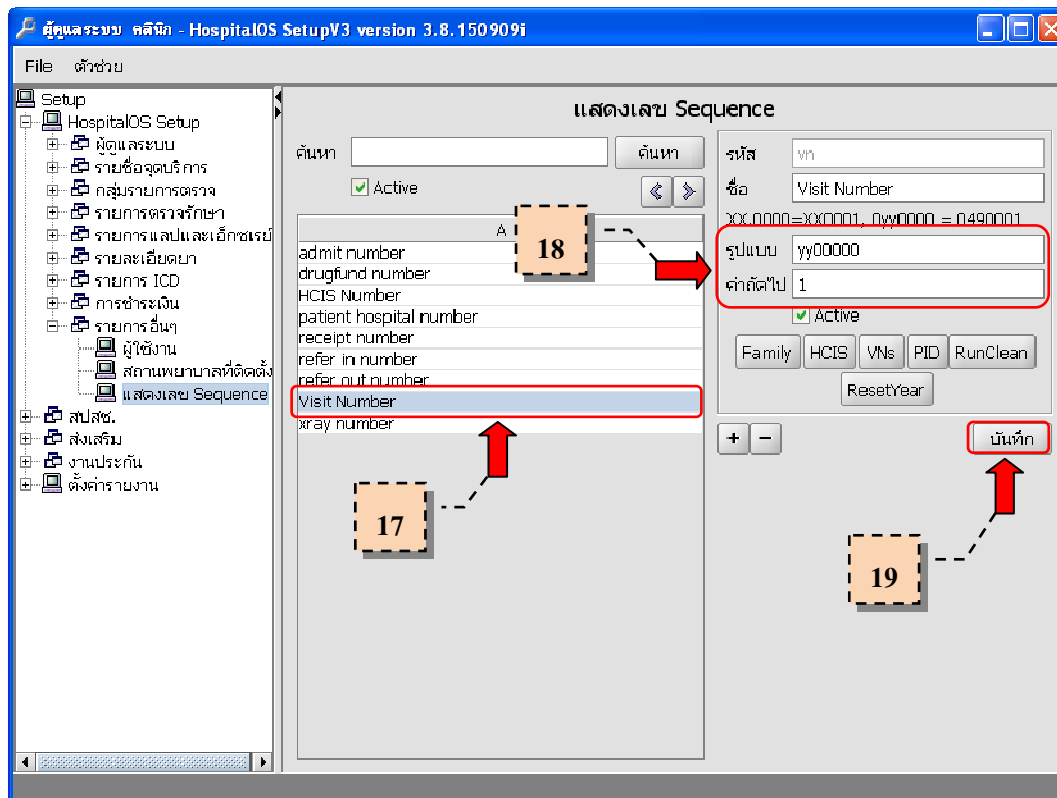 ผู้ดูแลระบบ คลินิก - HospitalOS SetupV3 version 3.8.150909i
File ตัวช่วย
Setup
HospitalOS Setup
ผู้ดูแลระบบ
รายชื่อจุดบริการ
กลุ่มรายการตรวจ
รายการตรวจรักษา
รายการแลปและเอ็กซเรย์
รายละเอียดยา
รายการ ICD
การชำระเงิน
รายการอื่นๆ
ผู้ใช้งาน
สถานพยาบาลที่ติดตั้ง
แสดงเลข Sequence
สปสช.
ส่งเสริม
งานประกัน
ตั้งค่ารายงาน
แสดงเลข Sequence
ค้นหา ค้นหา
Active
A
admit number
drugfund number
HCIS Number
patient hospital number
receipt number
refer in number
refer out number
Visit Number
xray number
รหัส vn
ชื่อ Visit Number
XX0000=XX0001, 0yy0000 = 0490001
รูปแบบ yy00000
ค่าถัดไป 1
Active
Family HCIS VNs PID RunClean
ResetYear
+ - บันทึก
18
17
19